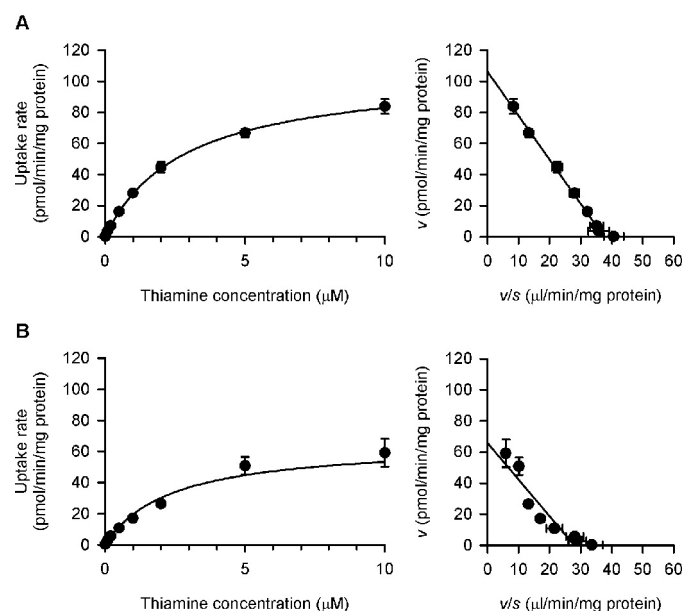 A
Uptake rate
(pmol/min/mg protein)
120
100
80
60
40
20
0
0 5 10
Thiamine concentration (μM)
v (pmol/min/mg protein)
120
100
80
60
40
20
0
0 10 20 30 40 50 60
v/s (μl/min/mg protein)
B
Uptake rate
(pmol/min/mg protein)
120
100
80
60
40
20
0
0 5 10
Thiamine concentration (μM)
v (pmol/min/mg protein)
120
100
80
60
40
20
0
0 10 20 30 40 50 60
v/s (μl/min/mg protein)